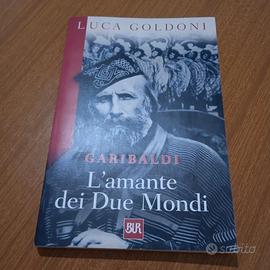 LUCA GOLDONI
GARIBALDI
L'amante
dei Due Mondi
BUR
subito